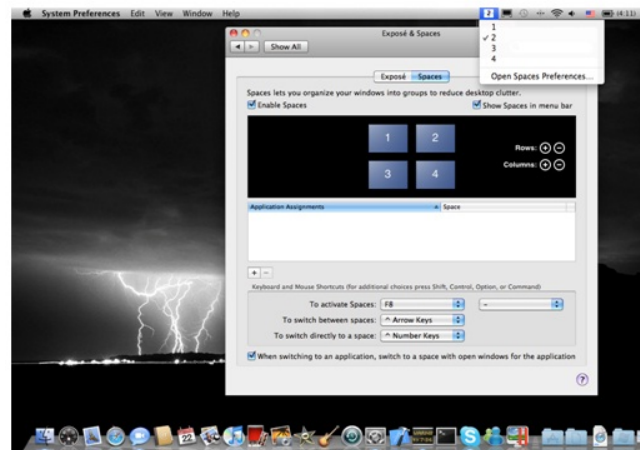 System Preferences Edit View Window Help
2
(4:11)
1
✓ 2
3
4
Open Spaces Preferences...
Exposé & Spaces
Show All
Exposé Spaces
Spaces lets you organize your windows into groups to reduce desktop clutter.
Enable Spaces
Show Spaces in menu bar
1 2
3 4
Rows:
Columns:
Application Assignments Space
+ -
Keyboard and Mouse Shortcuts (for additional choices press Shift, Control, Option, or Command)
To activate Spaces: F8 -
To switch between spaces: ^ Arrow Keys
To switch directly to a space: ^ Number Keys
When switching to an application, switch to a space with open windows for the application
?
22